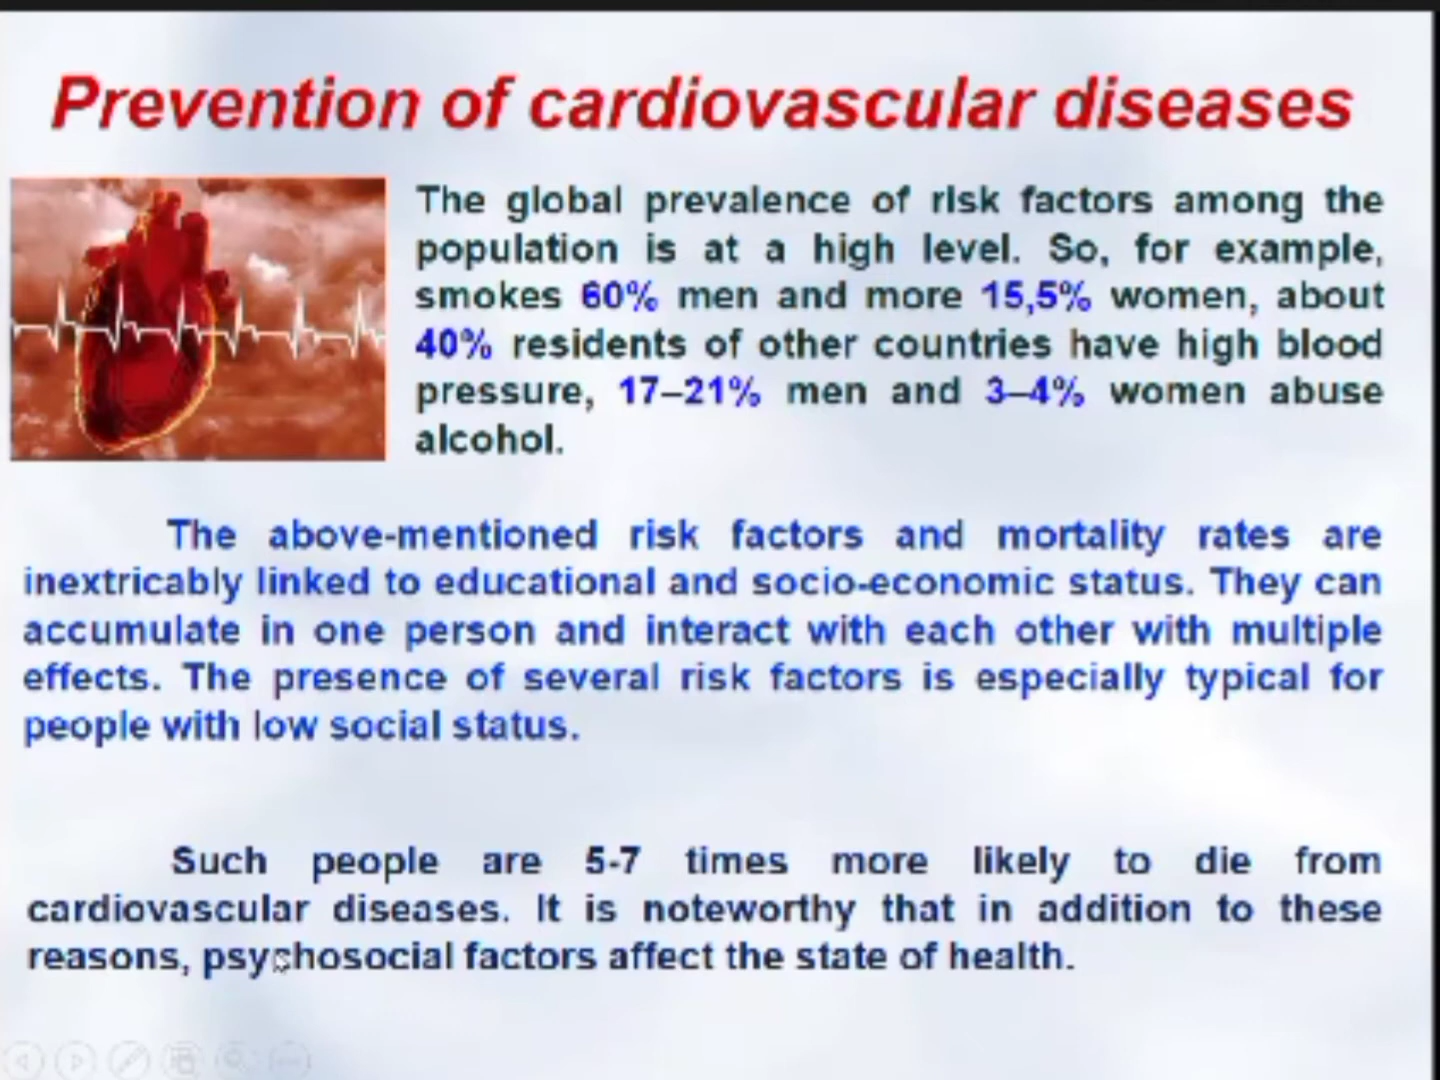 Prevention of cardiovascular diseases
The global prevalence of risk factors among the
population is at a high level. So, for example,
smokes 60% men and more 15,5% women, about
40% residents of other countries have high blood
pressure, 17–21% men and 3–4% women abuse
alcohol.
The above-mentioned risk factors and mortality rates are
inextricably linked to educational and socio-economic status. They can
accumulate in one person and interact with each other with multiple
effects. The presence of several risk factors is especially typical for
people with low social status.
Such people are 5-7 times more likely to die from
cardiovascular diseases. It is noteworthy that in addition to these
reasons, psychosocial factors affect the state of health.